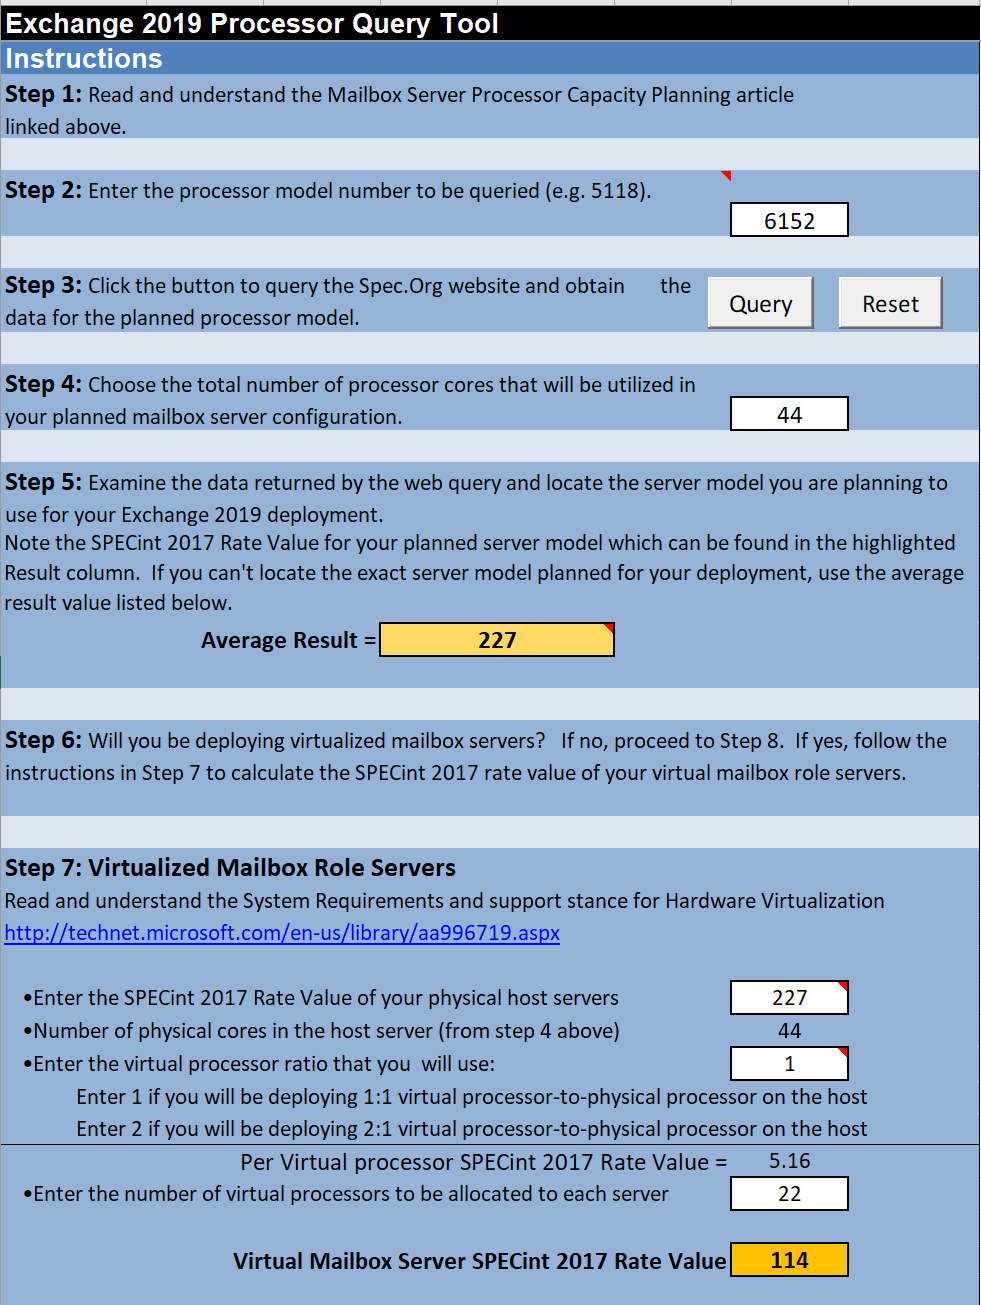 Exchange 2019 Processor Query Tool
Instructions
Step 1: Read and understand the Mailbox Server Processor Capacity Planning article
linked above.
Step 2: Enter the processor model number to be queried (e.g. 5118).
6152
Step 3: Click the button to query the Spec.Org website and obtain the
data for the planned processor model.
Query Reset
Step 4: Choose the total number of processor cores that will be utilized in
your planned mailbox server configuration.
44
Step 5: Examine the data returned by the web query and locate the server model you are planning to
use for your Exchange 2019 deployment.
Note the SPECint 2017 Rate Value for your planned server model which can be found in the highlighted
Result column. If you can't locate the exact server model planned for your deployment, use the average
result value listed below.
Average Result = 227
Step 6: Will you be deploying virtualized mailbox servers? If no, proceed to Step 8. If yes, follow the
instructions in Step 7 to calculate the SPECint 2017 rate value of your virtual mailbox role servers.
Step 7: Virtualized Mailbox Role Servers
Read and understand the System Requirements and support stance for Hardware Virtualization
http://technet.microsoft.com/en-us/library/aa996719.aspx
•Enter the SPECint 2017 Rate Value of your physical host servers 227
•Number of physical cores in the host server (from step 4 above) 44
•Enter the virtual processor ratio that you will use: 1
Enter 1 if you will be deploying 1:1 virtual processor-to-physical processor on the host
Enter 2 if you will be deploying 2:1 virtual processor-to-physical processor on the host
Per Virtual processor SPECint 2017 Rate Value = 5.16
•Enter the number of virtual processors to be allocated to each server 22
Virtual Mailbox Server SPECint 2017 Rate Value 114